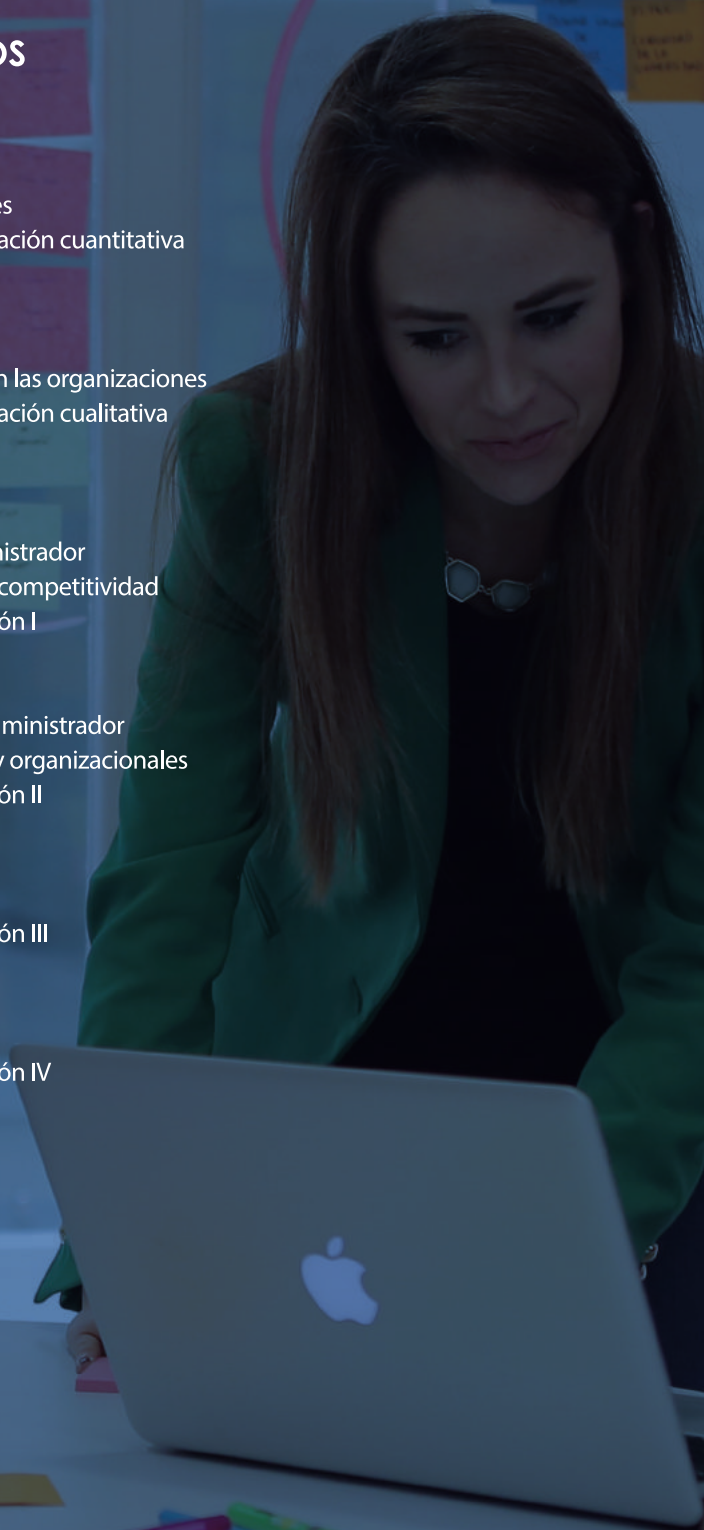 os
es
ación cuantitativa
n las organizaciones
ación cualitativa
nistrador
competitividad
ón I
ministrador
y organizacionales
ón II
ón III
ón IV